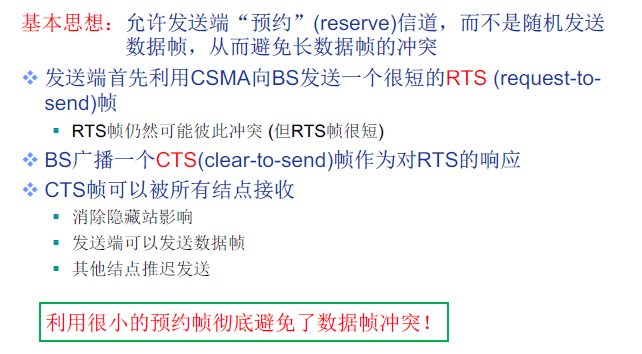 基本思想：允许发送端“预约”(reserve)信道，而不是随机发送
数据帧，从而避免长数据帧的冲突
❖ 发送端首先利用CSMA向BS发送一个很短的RTS (request-to-
send)帧
▪ RTS帧仍然可能彼此冲突 (但RTS帧很短)
❖ BS广播一个CTS(clear-to-send)帧作为对RTS的响应
❖ CTS帧可以被所有结点接收
▪ 消除隐藏站影响
▪ 发送端可以发送数据帧
▪ 其他结点推迟发送
利用很小的预约帧彻底避免了数据帧冲突！